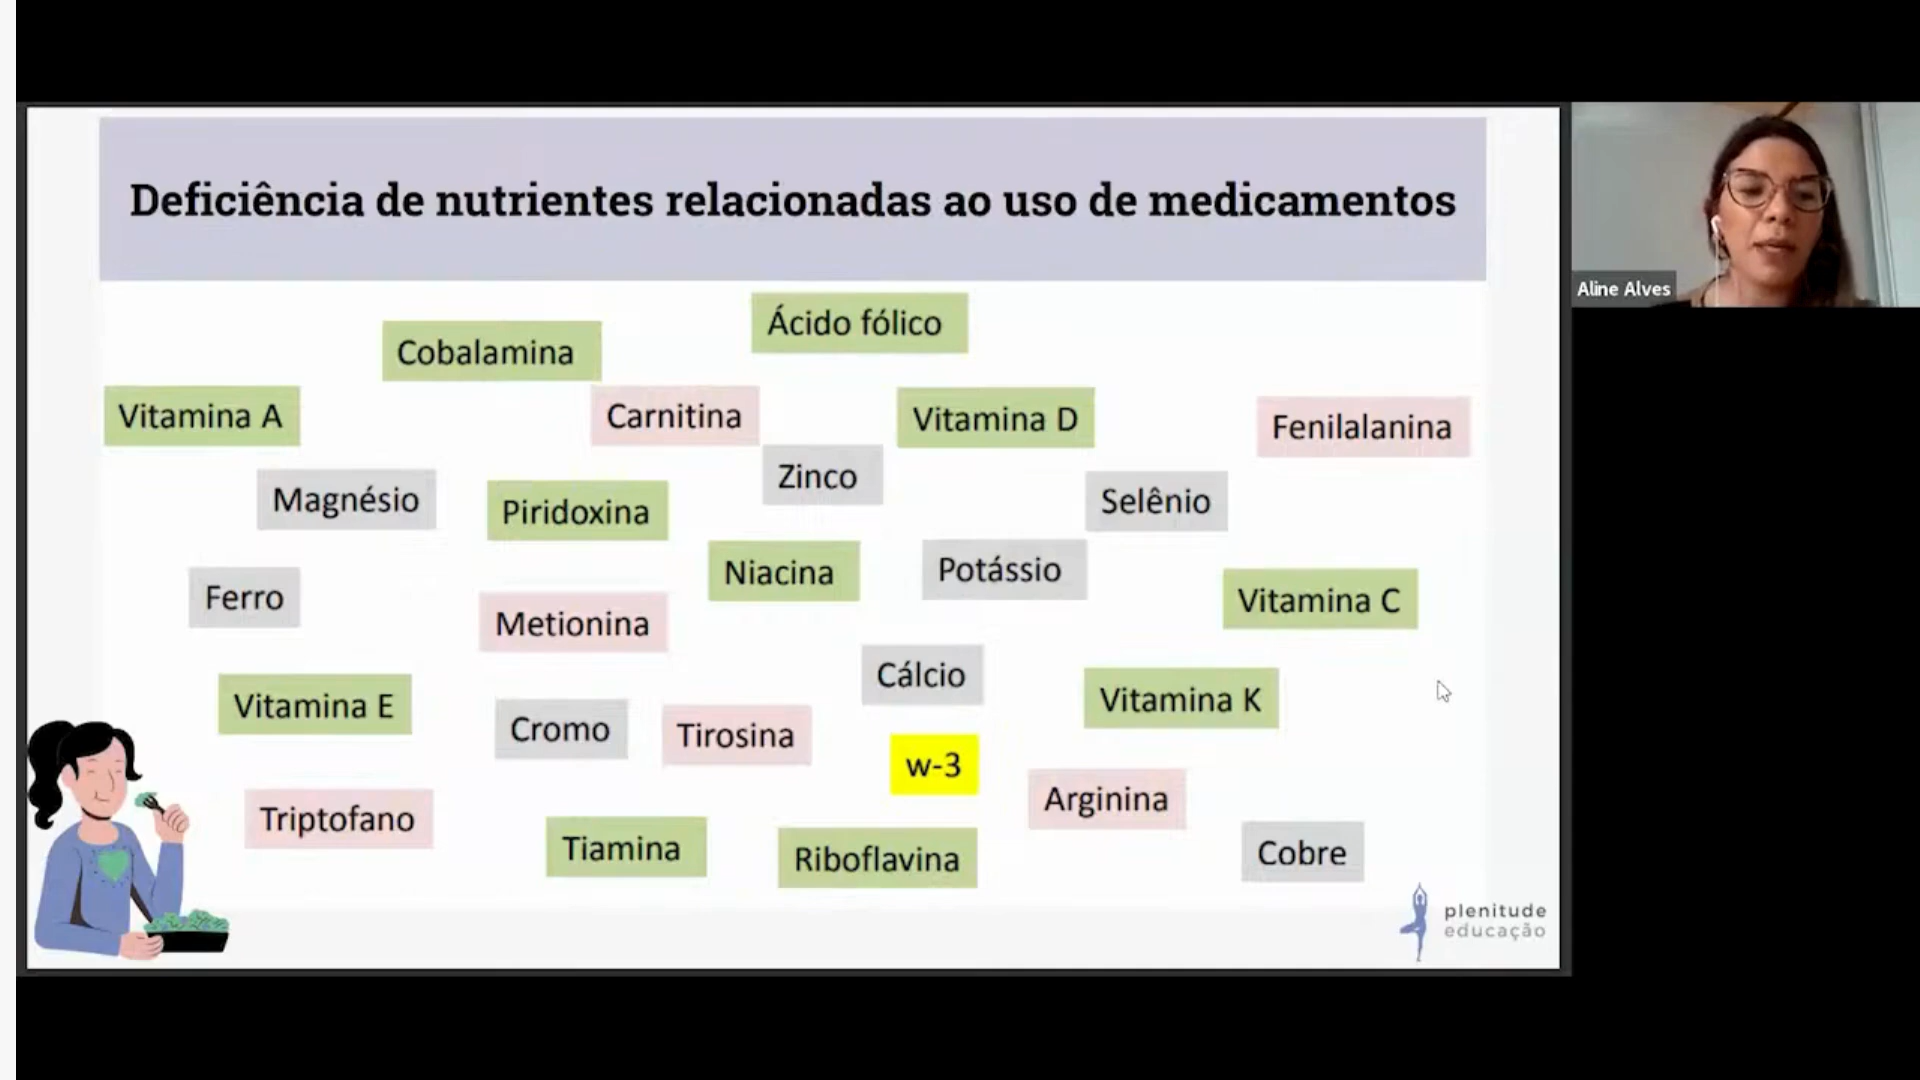 Deficiência de nutrientes relacionadas ao uso de medicamentos
Aline Alves
Ácido fólico
Cobalamina
Vitamina A
Carnitina
Vitamina D
Fenilalanina
Zinco
Magnésio
Piridoxina
Selênio
Niacina
Potássio
Ferro
Metionina
Vitamina C
Cálcio
Vitamina E
Vitamina K
Cromo
Tirosina
w-3
Arginina
Triptofano
Tiamina
Riboflavina
Cobre
plenitude
educação